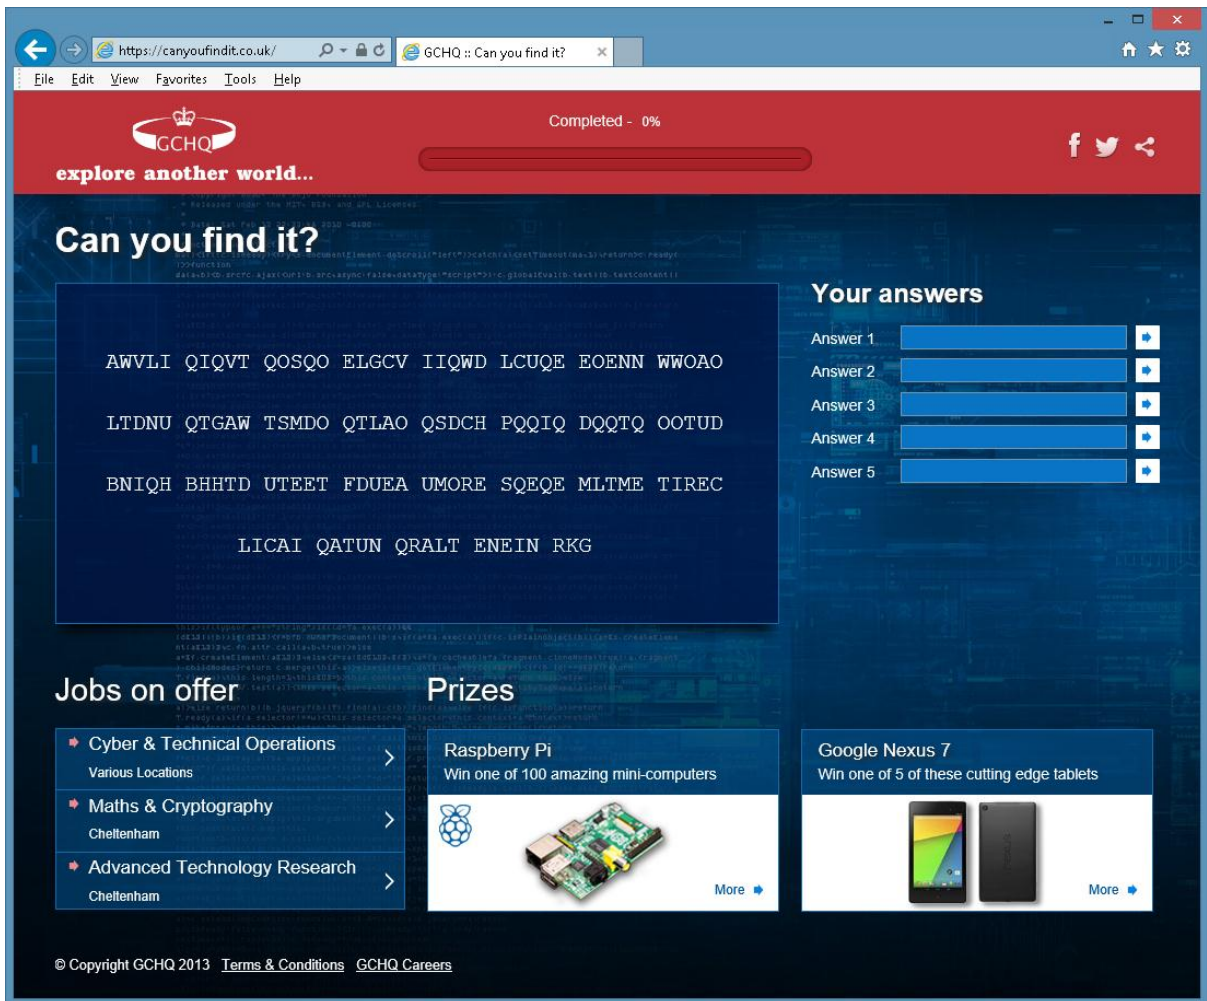 https://canyoufindit.co.uk/
GCHQ :: Can you find it?
File Edit View Favorites Tools Help
GCHQ
explore another world...
Completed - 0%
Can you find it?
AWVLI QIQVT QOSQO ELGCV IIQWD LCUQE EOENN WWOAO
LTDNU QTGAW TSMDO QTLAO QSDCH PQQIQ DQQTQ OOTUD
BNIQH BHHTD UTEET FDUEA UMORE SQEQE MLTME TIREC
LICAI QATUN QRALT ENEIN RKG
Your answers
Answer 1
Answer 2
Answer 3
Answer 4
Answer 5
Jobs on offer
Cyber & Technical Operations
Various Locations
Maths & Cryptography
Cheltenham
Advanced Technology Research
Cheltenham
Prizes
Raspberry Pi
Win one of 100 amazing mini-computers
More
Google Nexus 7
Win one of 5 of these cutting edge tablets
More
© Copyright GCHQ 2013 Terms & Conditions GCHQ Careers